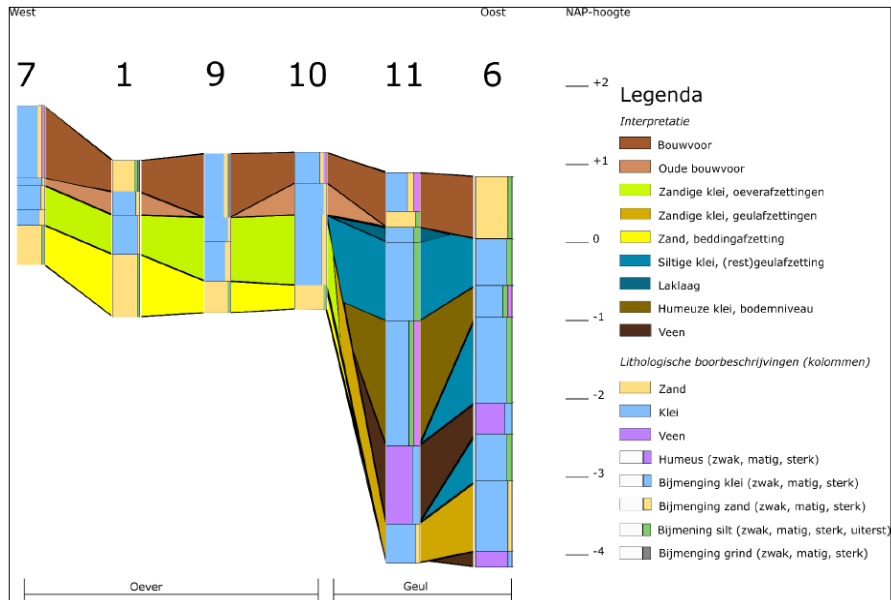 West
Oost
NAP-hoogte
7
1
9
10
11
6
+2
+1
0
-1
-2
-3
-4
Legenda
Interpretatie
Bouwvoor
Oude bouwvoor
Zandige klei, oeverafzettingen
Zandige klei, geulafzettingen
Zand, beddingafzetting
Siltige klei, (rest)geulafzetting
Laklaag
Humeuze klei, bodemniveau
Veen
Lithologische boorbeschrijvingen (kolommen)
Zand
Klei
Veen
Humeus (zwak, matig, sterk)
Bijmenging klei (zwak, matig, sterk)
Bijmenging zand (zwak, matig, sterk)
Bijmening silt (zwak, matig, sterk, uiterst)
Bijmenging grind (zwak, matig, sterk)
Oever
Geul